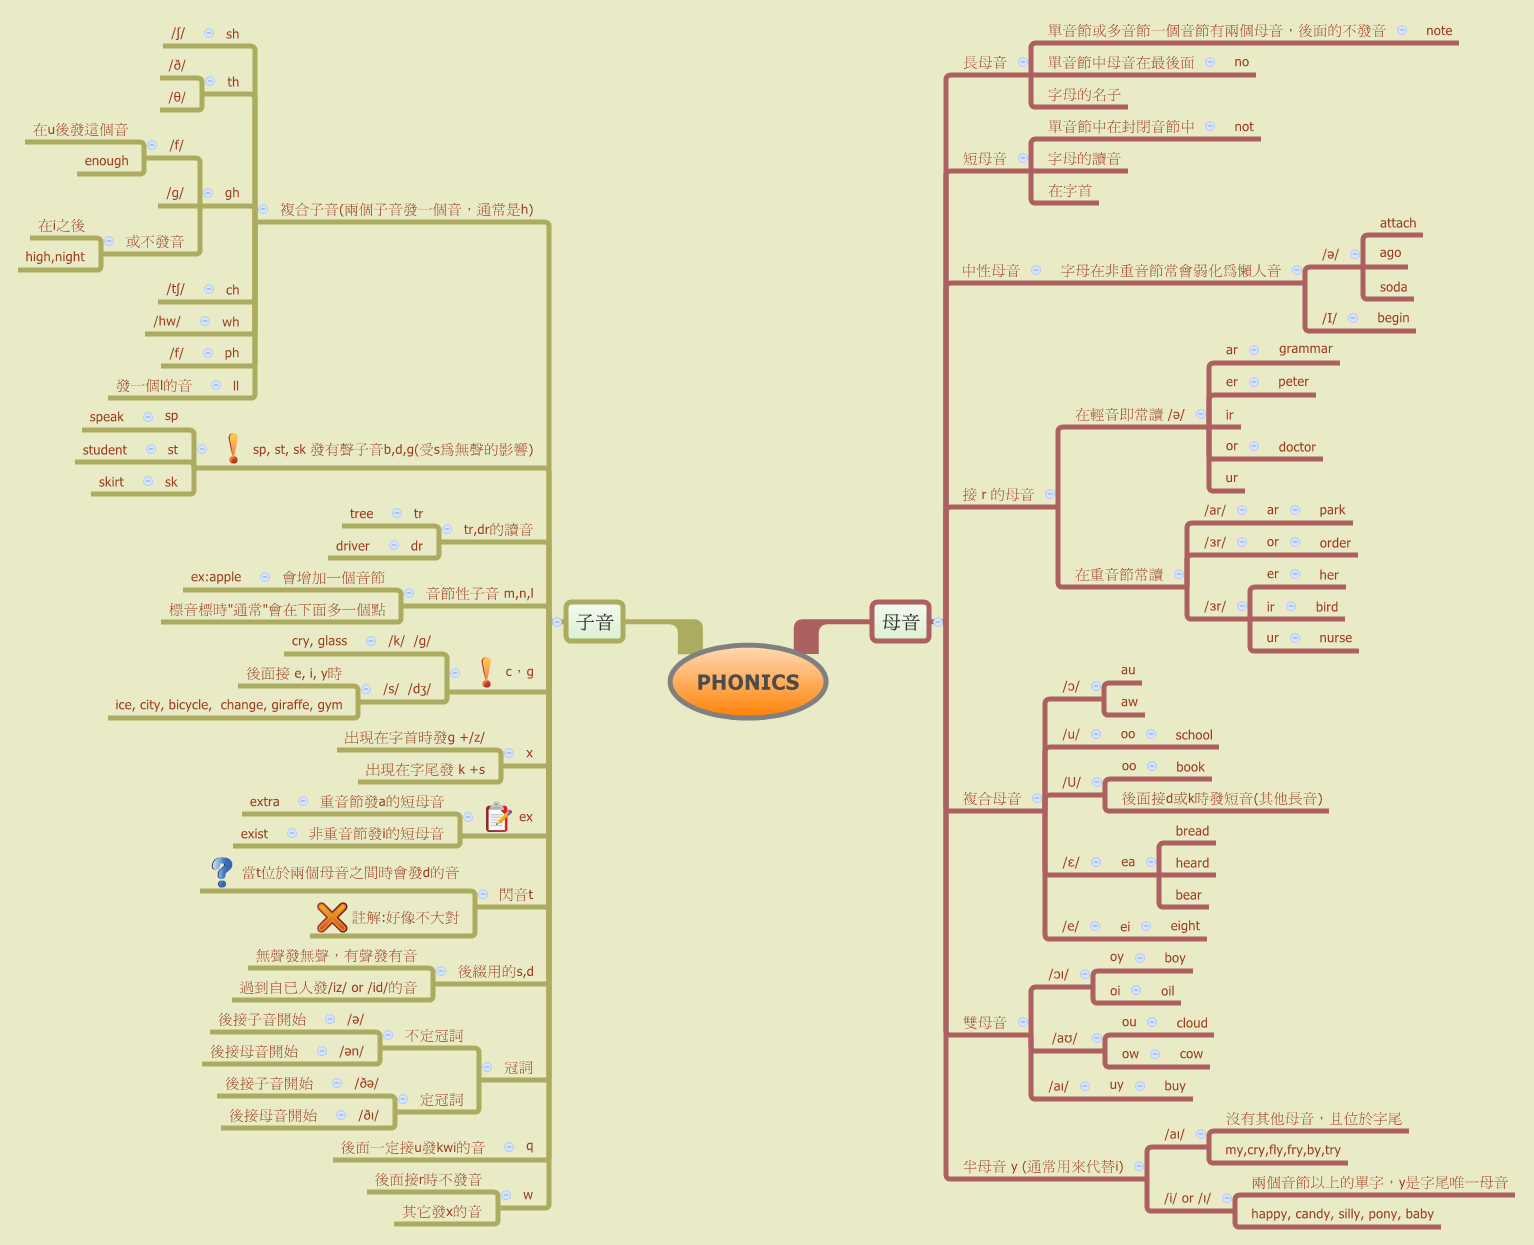 PHONICS
子音
複合子音(兩個子音發一個音，通常是h)
sh
/ʃ/
th
/ð/
/θ/
gh
/f/
在u後發這個音
enough
/g/
或不發音
在i之後
high,night
ch
/tʃ/
wh
/hw/
ph
/f/
ll
發一個l的音
sp, st, sk 發有聲子音b,d,g(受s為無聲的影響)
sp
speak
st
student
sk
skirt
tr,dr的讀音
tr
tree
dr
driver
音節性子音 m,n,l
會增加一個音節
ex:apple
標音標時"通常"會在下面多一個點
c，g
/k/ /g/
cry, glass
/s/ /dʒ/
後面接 e, i, y時
ice, city, bicycle, change, giraffe, gym
x
出現在字首時發g +/z/
出現在字尾發 k +s
ex
重音節發a的短母音
extra
非重音節發i的短母音
exist
閃音t
當t位於兩個母音之間時會發d的音
註解:好像不大對
後綴用的s,d
無聲發無聲，有聲發有音
過到自已人發/iz/ or /id/的音
冠詞
不定冠詞
/ə/
後接子音開始
/ən/
後接母音開始
定冠詞
/ðə/
後接子音開始
/ðɪ/
後接母音開始
q
後面一定接u發kwi的音
w
後面接r時不發音
其它發x的音
母音
長母音
單音節或多音節一個音節有兩個母音，後面的不發音
note
單音節中母音在最後面
no
字母的名子
短母音
單音節中在封閉音節中
not
字母的讀音
在字首
中性母音
字母在非重音節常會弱化為懶人音
/ə/
attach
ago
soda
/I/
begin
接 r 的母音
在輕音即常讀 /ə/
ar
grammar
er
peter
ir
or
doctor
ur
在重音節常讀
/ar/
ar
park
/ɜr/
or
order
/ɜr/
er
her
ir
bird
ur
nurse
複合母音
/ɔ/
au
aw
/u/
oo
school
/U/
oo
book
後面接d或k時發短音(其他長音)
/ɛ/
ea
bread
heard
bear
/e/
ei
eight
雙母音
/ɔɪ/
oy
boy
oi
oil
/aʊ/
ou
cloud
ow
cow
/aɪ/
uy
buy
半母音 y (通常用來代替i)
/aɪ/
沒有其他母音，且位於字尾
my,cry,fly,fry,by,try
/i/ or /ɪ/
兩個音節以上的單字，y是字尾唯一母音
happy, candy, silly, pony, baby